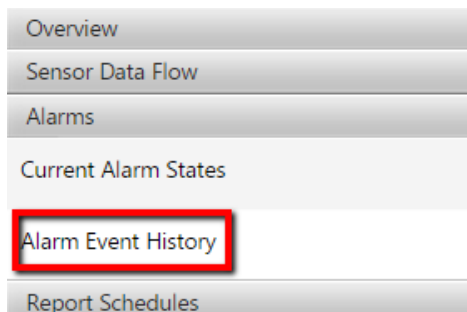 Overview
Sensor Data Flow
Alarms
Current Alarm States
Alarm Event History
Report Schedules